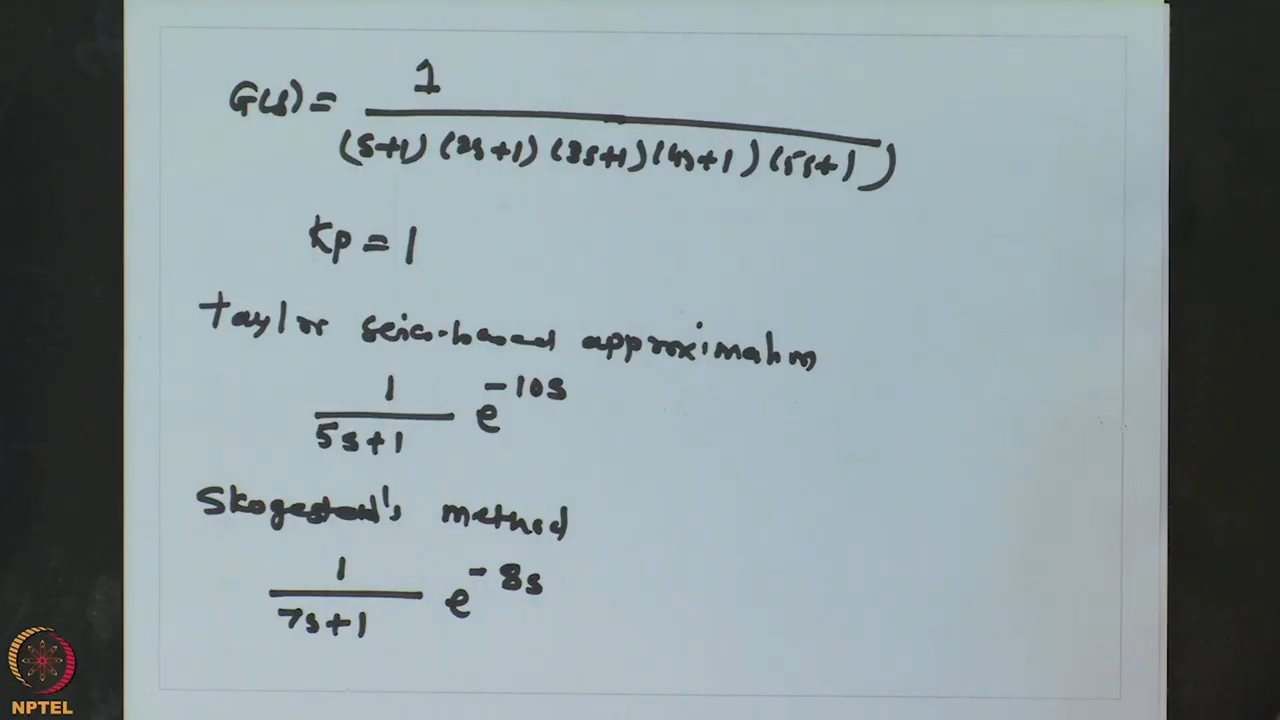 G(s) = 1
(s+1) (2s+1) (3s+1) (4s+1) (5s+1)
Kp = 1
Taylor series-based approximation
1
5s+1 e^-10s
Skogestad's method
1
7s+1 e^-8s
NPTEL